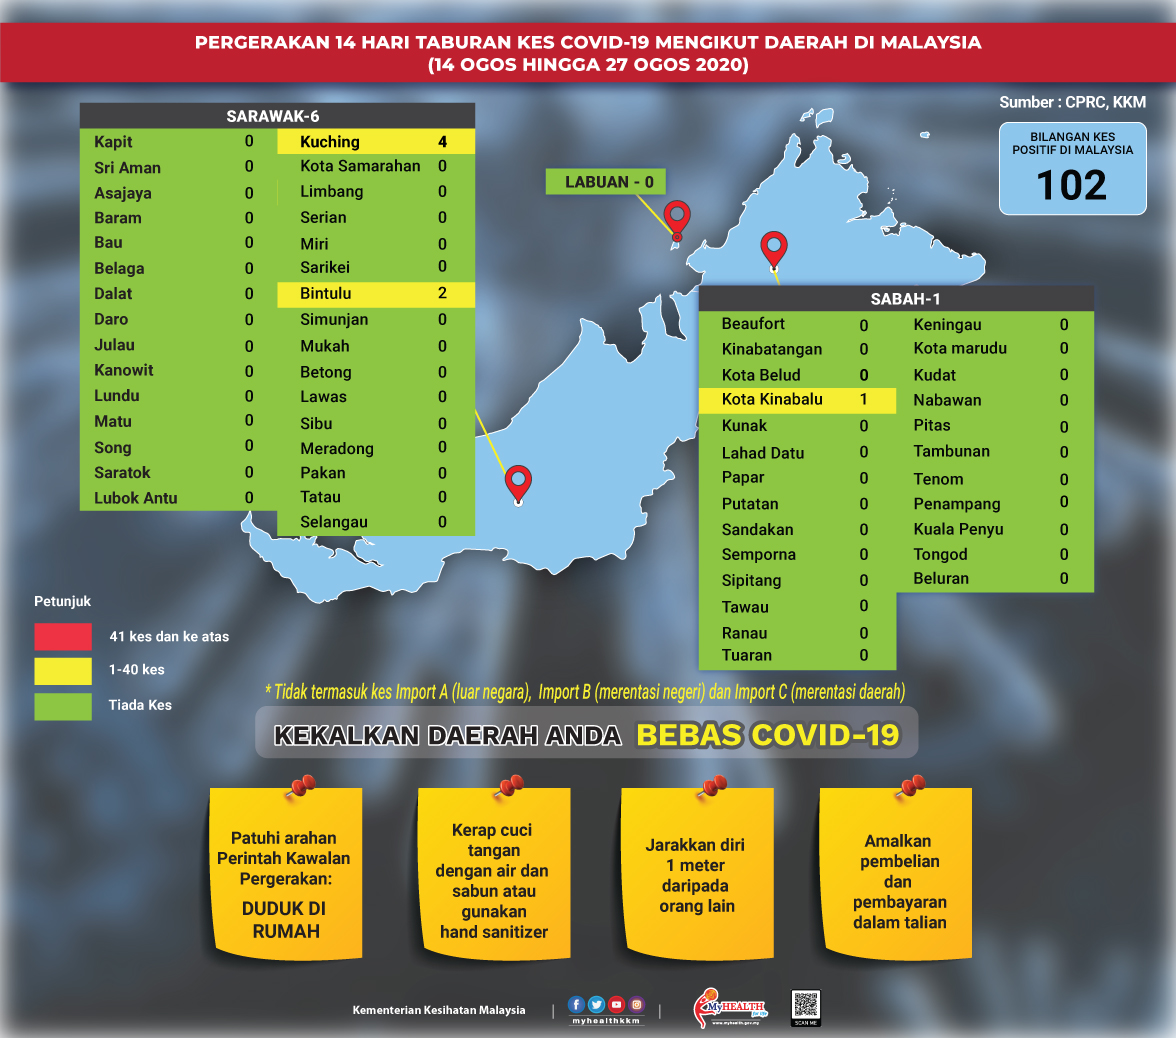 PERGERAKAN 14 HARI TABURAN KES COVID-19 MENGIKUT DAERAH DI MALAYSIA
(14 OGOS HINGGA 27 OGOS 2020)
Sumber : CPRC, KKM
BILANGAN KES
POSITIF DI MALAYSIA
102
SARAWAK-6
Kapit 0 Kuching 4
Sri Aman 0 Kota Samarahan 0
Asajaya 0 Limbang 0
Baram 0 Serian 0
Bau 0 Miri 0
Belaga 0 Sarikei 0
Dalat 0 Bintulu 2
Daro 0 Simunjan 0
Julau 0 Mukah 0
Kanowit 0 Betong 0
Lundu 0 Lawas 0
Matu 0 Sibu 0
Song 0 Meradong 0
Saratok 0 Pakan 0
Lubok Antu 0 Tatau 0
Selangau 0
LABUAN - 0
SABAH-1
Beaufort 0 Keningau 0
Kinabatangan 0 Kota marudu 0
Kota Belud 0 Kudat 0
Kota Kinabalu 1 Nabawan 0
Kunak 0 Pitas 0
Lahad Datu 0 Tambunan 0
Papar 0 Tenom 0
Putatan 0 Penampang 0
Sandakan 0 Kuala Penyu 0
Semporna 0 Tongod 0
Sipitang 0 Beluran 0
Tawau 0
Ranau 0
Tuaran 0
Petunjuk
41 kes dan ke atas
1-40 kes
Tiada Kes
* Tidak termasuk kes Import A (luar negara), Import B (merentasi negeri) dan Import C (merentasi daerah)
KEKALKAN DAERAH ANDA BEBAS COVID-19
Patuhi arahan
Perintah Kawalan
Pergerakan:
DUDUK DI
RUMAH
Kerap cuci
tangan
dengan air dan
sabun atau
gunakan
hand sanitizer
Jarakkan diri
1 meter
daripada
orang lain
Amalkan
pembelian
dan
pembayaran
dalam talian
Kementerian Kesihatan Malaysia
myhealthkkm
MyHEALTH
for life
www.myhealth.gov.my
SCAN ME